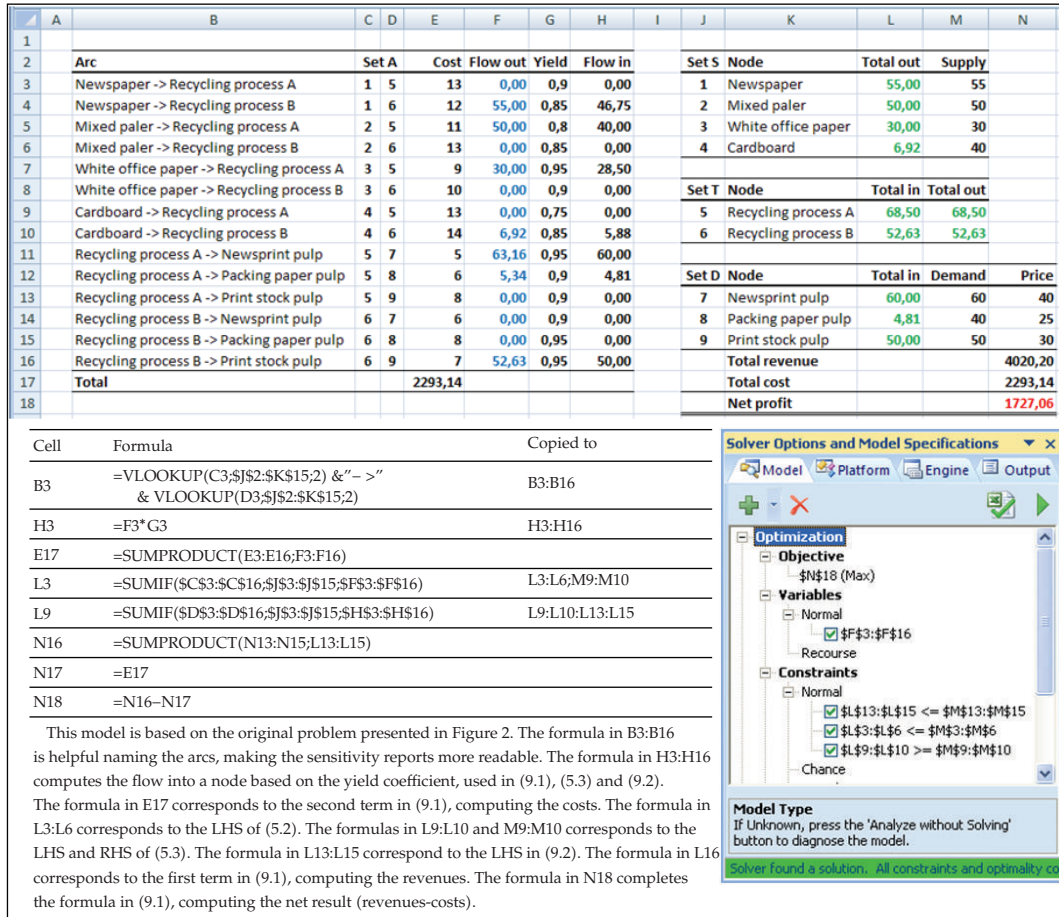 A B C D E F G H I J K L M N
1
2 Arc Set A Cost Flow out Yield Flow in Set S Node Total out Supply
3 Newspaper -> Recycling process A 1 5 13 0,00 0,9 0,00 1 Newspaper 55,00 55
4 Newspaper -> Recycling process B 1 6 12 55,00 0,85 46,75 2 Mixed paler 50,00 50
5 Mixed paler -> Recycling process A 2 5 11 50,00 0,8 40,00 3 White office paper 30,00 30
6 Mixed paler -> Recycling process B 2 6 13 0,00 0,85 0,00 4 Cardboard 6,92 40
7 White office paper -> Recycling process A 3 5 9 30,00 0,95 28,50
8 White office paper -> Recycling process B 3 6 10 0,00 0,9 0,00 Set T Node Total in Total out
9 Cardboard -> Recycling process A 4 5 13 0,00 0,75 0,00 5 Recycling process A 68,50 68,50
10 Cardboard -> Recycling process B 4 6 14 6,92 0,85 5,88 6 Recycling process B 52,63 52,63
11 Recycling process A -> Newsprint pulp 5 7 5 63,16 0,95 60,00
12 Recycling process A -> Packing paper pulp 5 8 6 5,34 0,9 4,81 Set D Node Total in Demand Price
13 Recycling process A -> Print stock pulp 5 9 8 0,00 0,9 0,00 7 Newsprint pulp 60,00 60 40
14 Recycling process B -> Newsprint pulp 6 7 6 0,00 0,9 0,00 8 Packing paper pulp 4,81 40 25
15 Recycling process B -> Packing paper pulp 6 8 8 0,00 0,95 0,00 9 Print stock pulp 50,00 50 30
16 Recycling process B -> Print stock pulp 6 9 7 52,63 0,95 50,00 Total revenue 4020,20
17 Total 2293,14 Total cost 2293,14
18 Net profit 1727,06
Cell Formula Copied to
B3 =VLOOKUP(C3;$J$2:$K$15;2) &"– >"
& VLOOKUP(D3;$J$2:$K$15;2) B3:B16
H3 =F3*G3 H3:H16
E17 =SUMPRODUCT(E3:E16;F3:F16)
L3 =SUMIF($C$3:$C$16;$J$3:$J$15;$F$3:$F$16) L3:L6;M9:M10
L9 =SUMIF($D$3:$D$16;$J$3:$J$15;$H$3:$H$16) L9:L10:L13:L15
N16 =SUMPRODUCT(N13:N15;L13:L15)
N17 =E17
N18 =N16–N17
This model is based on the original problem presented in Figure 2. The formula in B3:B16
is helpful naming the arcs, making the sensitivity reports more readable. The formula in H3:H16
computes the flow into a node based on the yield coefficient, used in (9.1), (5.3) and (9.2).
The formula in E17 corresponds to the second term in (9.1), computing the costs. The formula in
L3:L6 corresponds to the LHS of (5.2). The formulas in L9:L10 and M9:M10 corresponds to the
LHS and RHS of (5.3). The formula in L13:L15 correspond to the LHS in (9.2). The formula in L16
corresponds to the first term in (9.1), computing the revenues. The formula in N18 completes
the formula in (9.1), computing the net result (revenues-costs).
Solver Options and Model Specifications
Model Platform Engine Output
Optimization
Objective
$N$18 (Max)
Variables
Normal
$F$3:$F$16
Recourse
Constraints
Normal
$L$13:$L$15 <= $M$13:$M$15
$L$3:$L$6 <= $M$3:$M$6
$L$9:$L$10 >= $M$9:$M$10
Chance
Model Type
If Unknown, press the 'Analyze without Solving'
button to diagnose the model.
Solver found a solution. All constraints and optimality co